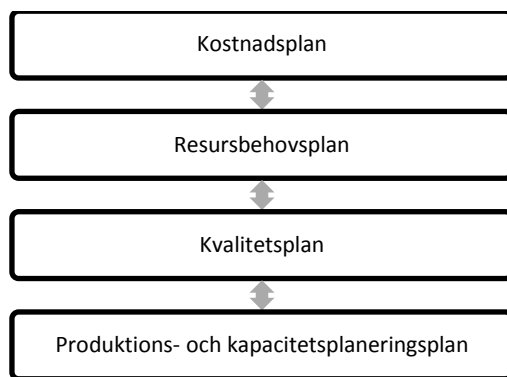 Kostnadsplan
Resursbehovsplan
Kvalitetsplan
Produktions- och kapacitetsplaneringsplan